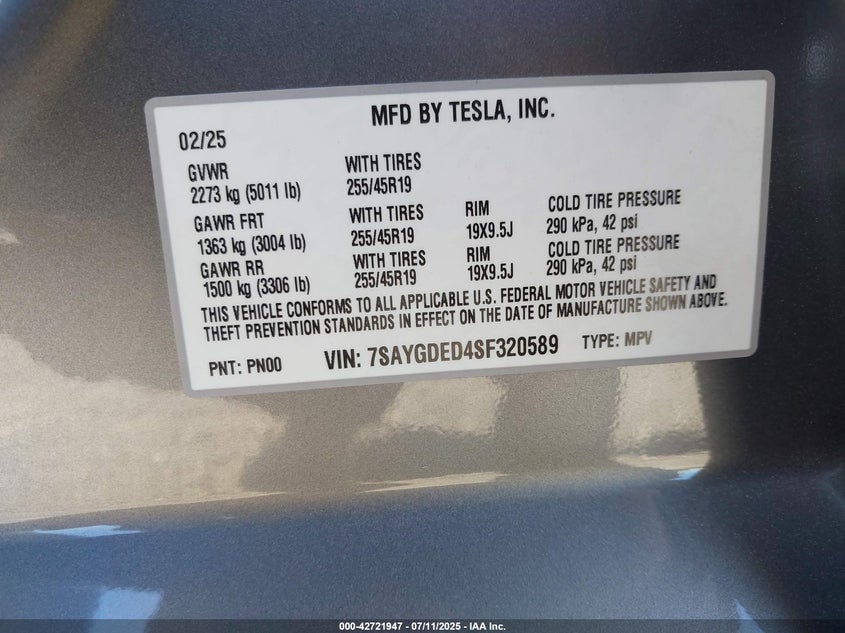 MFD BY TESLA, INC.
02/25
GVWR WITH TIRES
2273 kg (5011 lb) 255/45R19
GAWR FRT WITH TIRES RIM COLD TIRE PRESSURE
1363 kg (3004 lb) 255/45R19 19X9.5J 290 kPa, 42 psi
GAWR RR WITH TIRES RIM COLD TIRE PRESSURE
1500 kg (3306 lb) 255/45R19 19X9.5J 290 kPa, 42 psi
THIS VEHICLE CONFORMS TO ALL APPLICABLE U.S. FEDERAL MOTOR VEHICLE SAFETY AND
THEFT PREVENTION STANDARDS IN EFFECT ON THE DATE OF MANUFACTURE SHOWN ABOVE.
PNT: PN00 VIN: 7SAYGDED4SF320589 TYPE: MPV
000-42721947 - 07/11/2025 - IAA Inc.